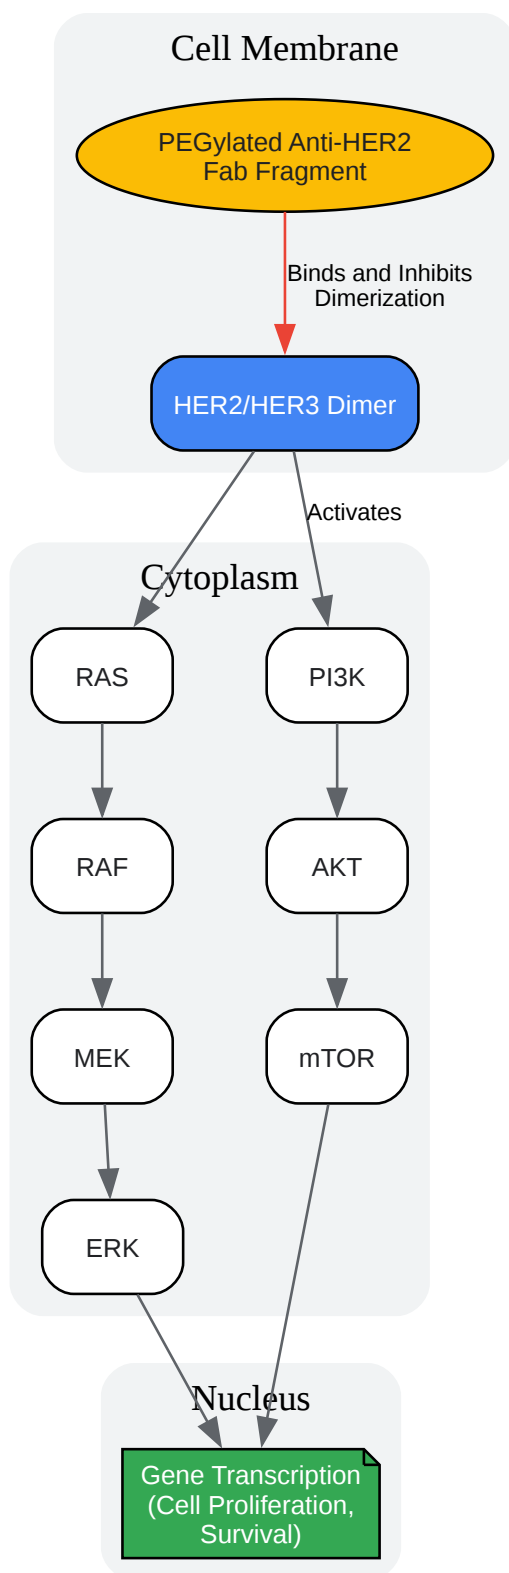 Cell Membrane
PEGylated Anti-HER2
Fab Fragment
Binds and Inhibits
Dimerization
HER2/HER3 Dimer
Activates
Cytoplasm
RAS
PI3K
RAF
AKT
MEK
mTOR
ERK
Nucleus
Gene Transcription
(Cell Proliferation,
Survival)